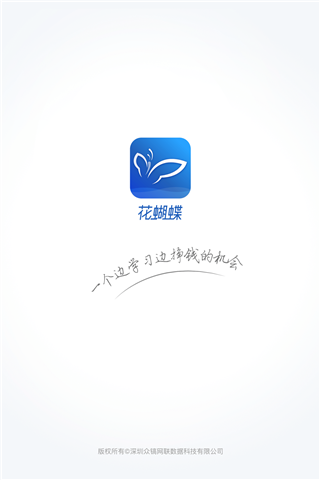 花蝴蝶
一个边学习边挣钱的机会
版权所有©深圳众镐网联数据科技有限公司